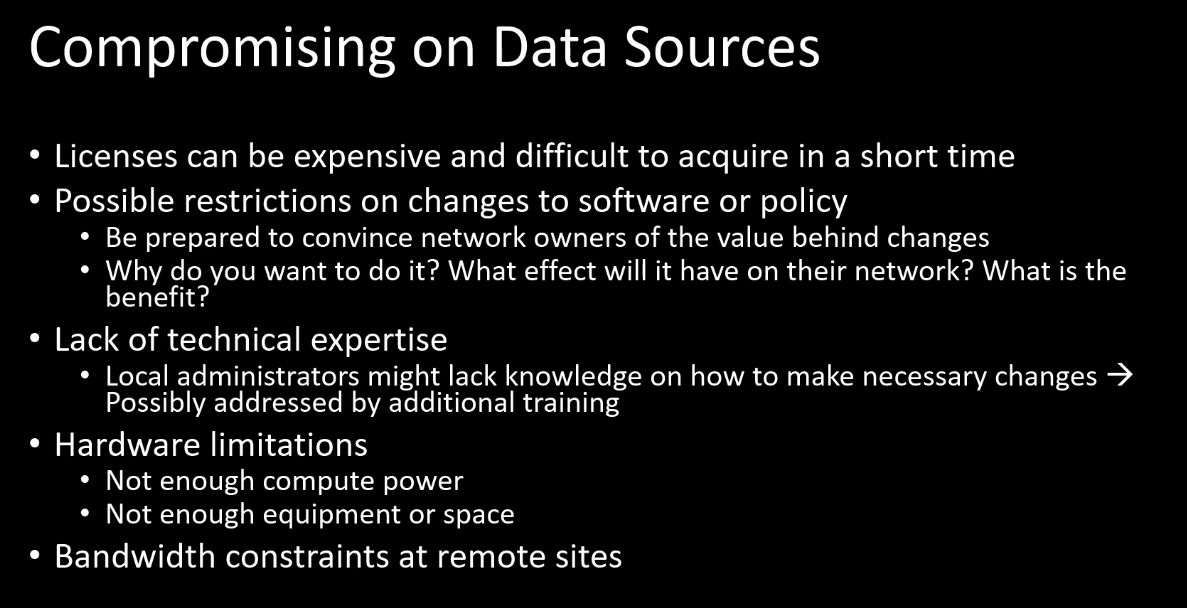 Compromising on Data Sources
• Licenses can be expensive and difficult to acquire in a short time
• Possible restrictions on changes to software or policy
• Be prepared to convince network owners of the value behind changes
• Why do you want to do it? What effect will it have on their network? What is the
benefit?
• Lack of technical expertise
• Local administrators might lack knowledge on how to make necessary changes →
Possibly addressed by additional training
• Hardware limitations
• Not enough compute power
• Not enough equipment or space
• Bandwidth constraints at remote sites